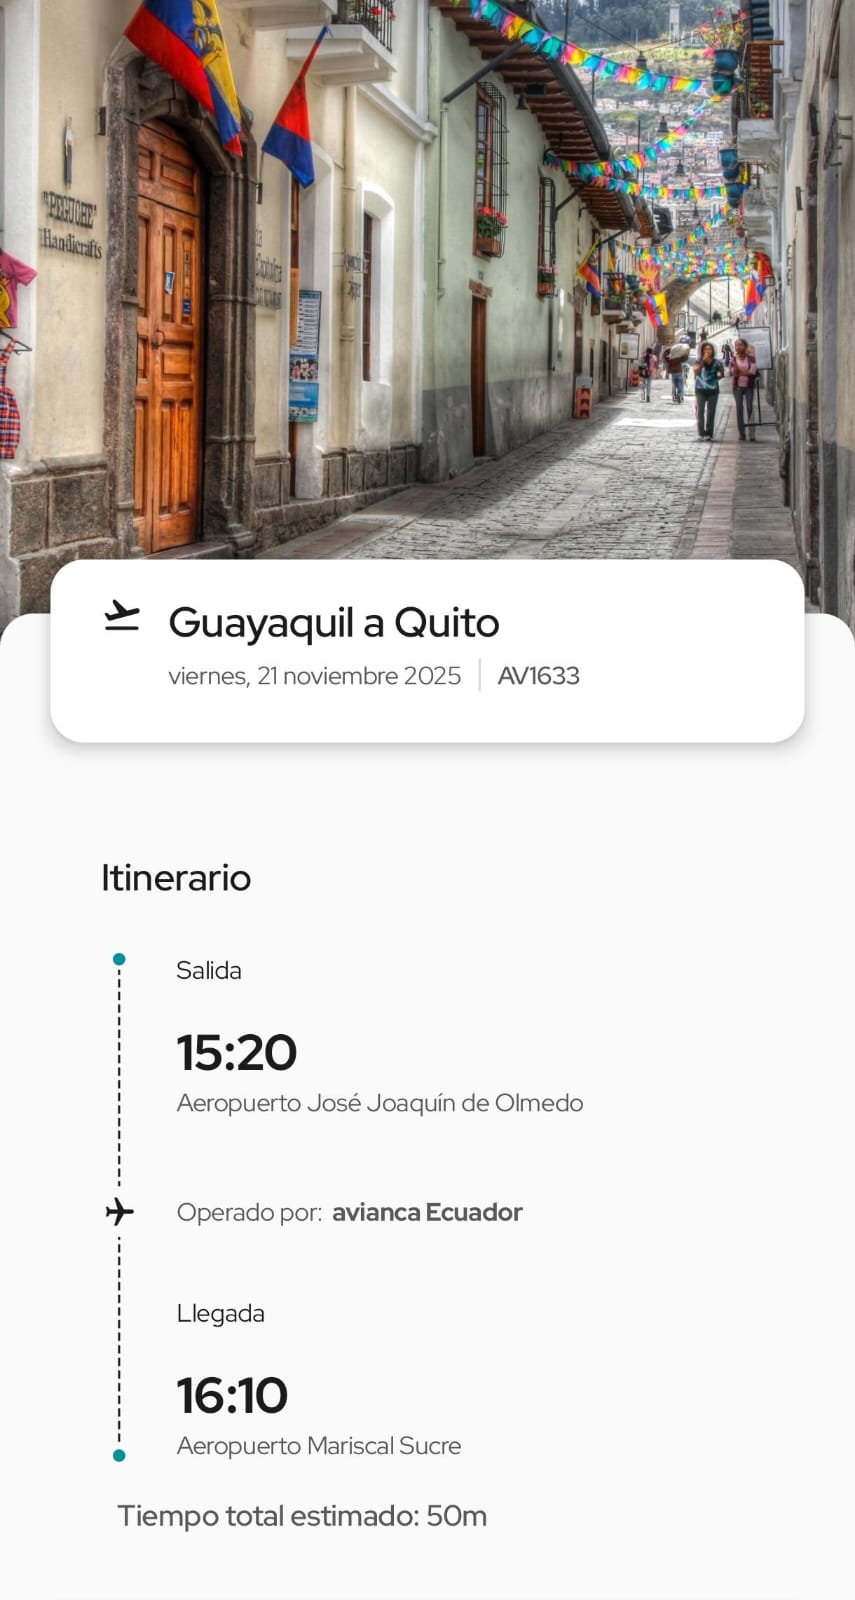 "PEGUCHE"
Handicrafts
Guayaquil a Quito
viernes, 21 noviembre 2025 | AV1633
Itinerario
Salida
15:20
Aeropuerto José Joaquín de Olmedo
Operado por: avianca Ecuador
Llegada
16:10
Aeropuerto Mariscal Sucre
Tiempo total estimado: 50m